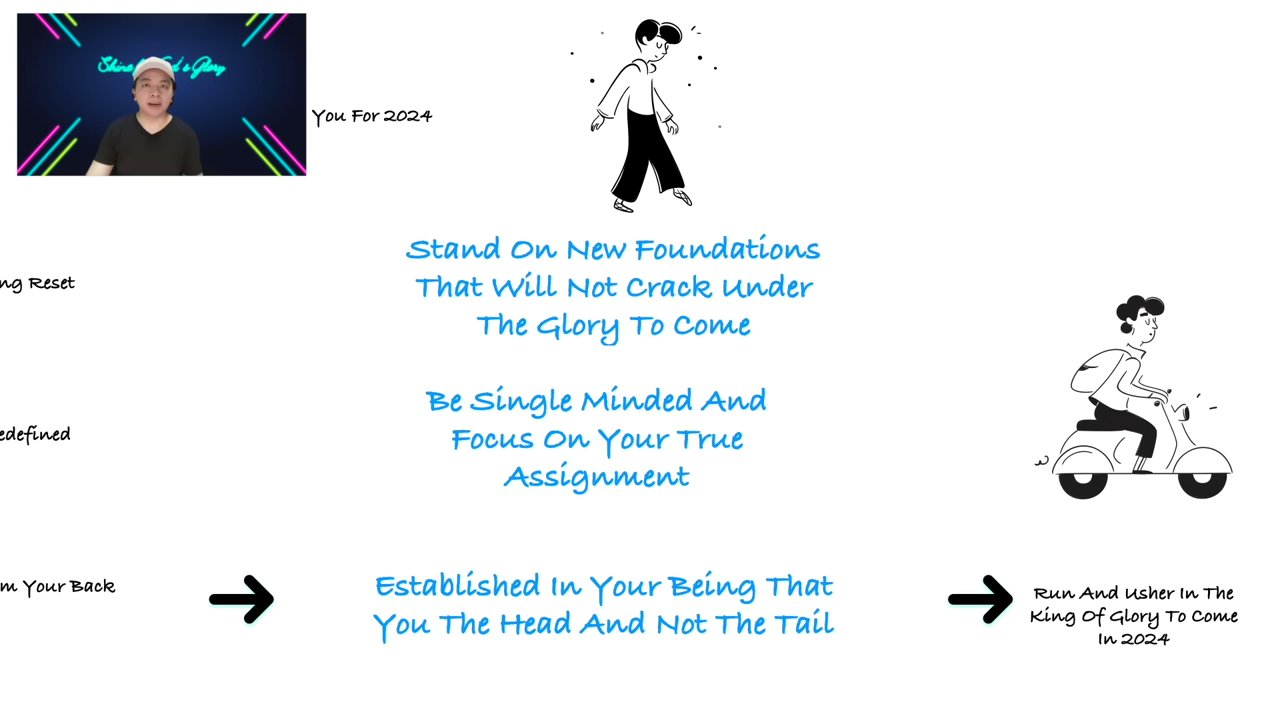 Shine Glory
You For 2024
Stand On New Foundations
That Will Not Crack Under
The Glory To Come
ng Reset
Be Single Minded And
Focus On Your True
Assignment
edefined
Established In Your Being That
You The Head And Not The Tail
m Your Back
Run And Usher In The
King Of Glory To Come
In 2024